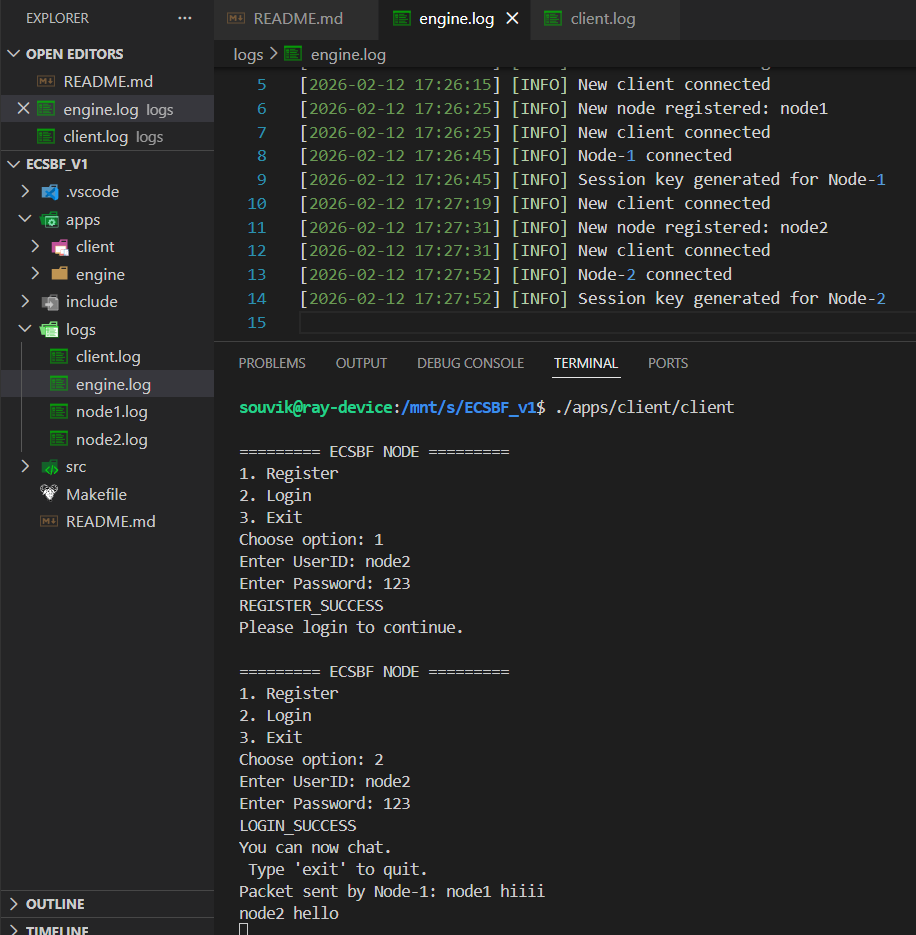 EXPLORER
OPEN EDITORS
README.md
engine.log logs
client.log logs
ECSBF_V1
.vscode
apps
client
engine
include
logs
client.log
engine.log
node1.log
node2.log
src
Makefile
README.md
OUTLINE
TIMELINE
README.md
engine.log
client.log
logs > engine.log
5 [2026-02-12 17:26:15] [INFO] New client connected
6 [2026-02-12 17:26:25] [INFO] New node registered: node1
7 [2026-02-12 17:26:25] [INFO] New client connected
8 [2026-02-12 17:26:45] [INFO] Node-1 connected
9 [2026-02-12 17:26:45] [INFO] Session key generated for Node-1
10 [2026-02-12 17:27:19] [INFO] New client connected
11 [2026-02-12 17:27:31] [INFO] New node registered: node2
12 [2026-02-12 17:27:31] [INFO] New client connected
13 [2026-02-12 17:27:52] [INFO] Node-2 connected
14 [2026-02-12 17:27:52] [INFO] Session key generated for Node-2
15
PROBLEMS OUTPUT DEBUG CONSOLE TERMINAL PORTS
souvik@ray-device:/mnt/s/ECSBF_v1$ ./apps/client/client
========= ECSBF NODE =========
1. Register
2. Login
3. Exit
Choose option: 1
Enter UserID: node2
Enter Password: 123
REGISTER_SUCCESS
Please login to continue.
========= ECSBF NODE =========
1. Register
2. Login
3. Exit
Choose option: 2
Enter UserID: node2
Enter Password: 123
LOGIN_SUCCESS
You can now chat.
Type 'exit' to quit.
Packet sent by Node-1: node1 hiiii
node2 hello